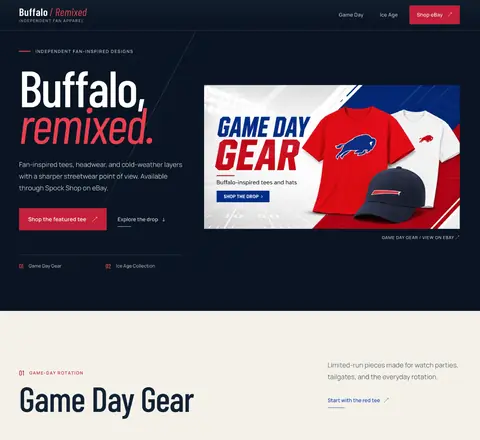 Buffalo / Remixed
INDEPENDENT FAN APPAREL
Game Day
Ice Age
Shop eBay ↗
INDEPENDENT FAN-INSPIRED DESIGNS
Buffalo,
remixed.
Fan-inspired tees, headwear, and cold-weather layers
with a sharper streetwear point of view. Available
through Spock Shop on eBay.
Shop the featured tee ↗
Explore the drop ↓
01 Game Day Gear
02 Ice Age Collection
GAME DAY
GEAR
Buffalo-inspired tees and hats
SHOP THE DROP ›
GAME DAY GEAR / VIEW ON EBAY ↗
01 GAME-DAY ROTATION
Game Day Gear
Limited-run pieces made for watch parties,
tailgates, and the everyday rotation.
Start with the red tee ↗